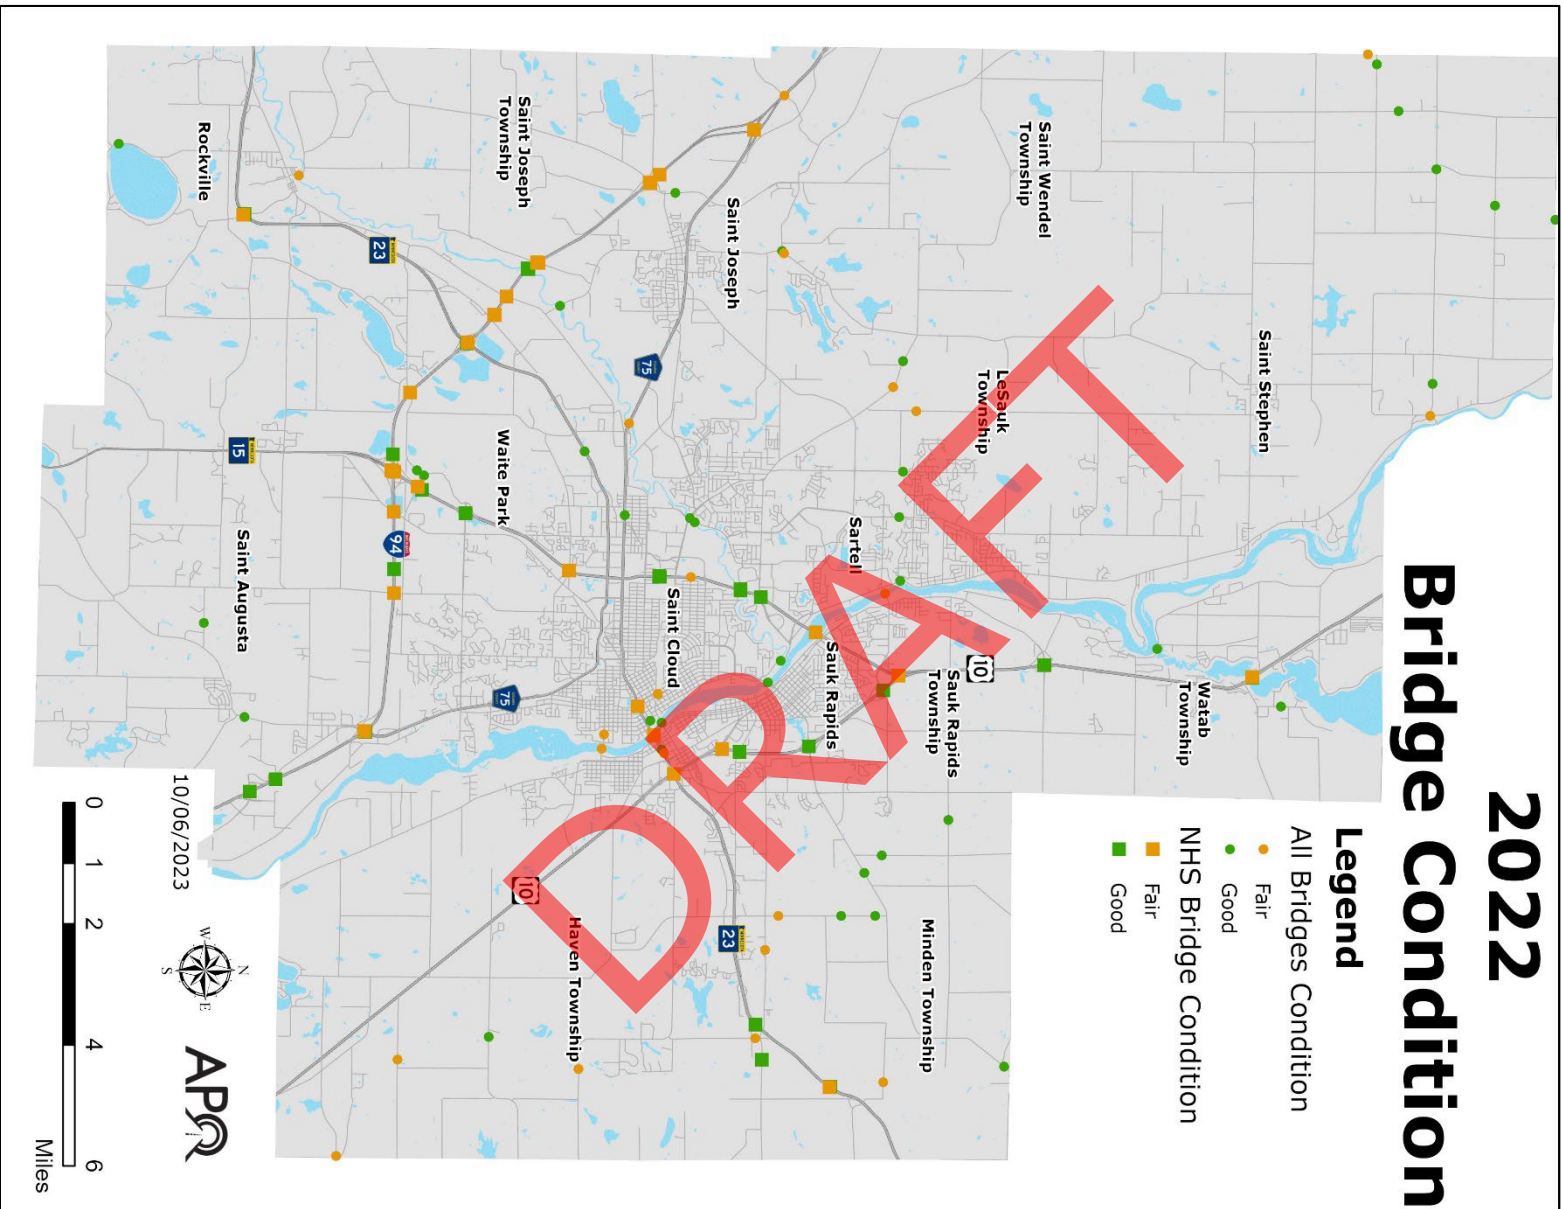 2022
Bridge Condition
Legend
All Bridges Condition
Fair
Good
NHS Bridge Condition
Fair
Good
Saint Stephen
Watab
Township
Saint Wendel
Township
LeSauk
Township
10
Sauk Rapids
Township
Minden Township
Sartell
Sauk Rapids
Saint Joseph
75
Saint Cloud
23
Saint Joseph
Township
Waite Park
75
Haven Township
10
23
94
Rockville
15
Saint Augusta
DRAFT
10/06/2023
N
W
E
S
APO
0
1
2
4
6
Miles